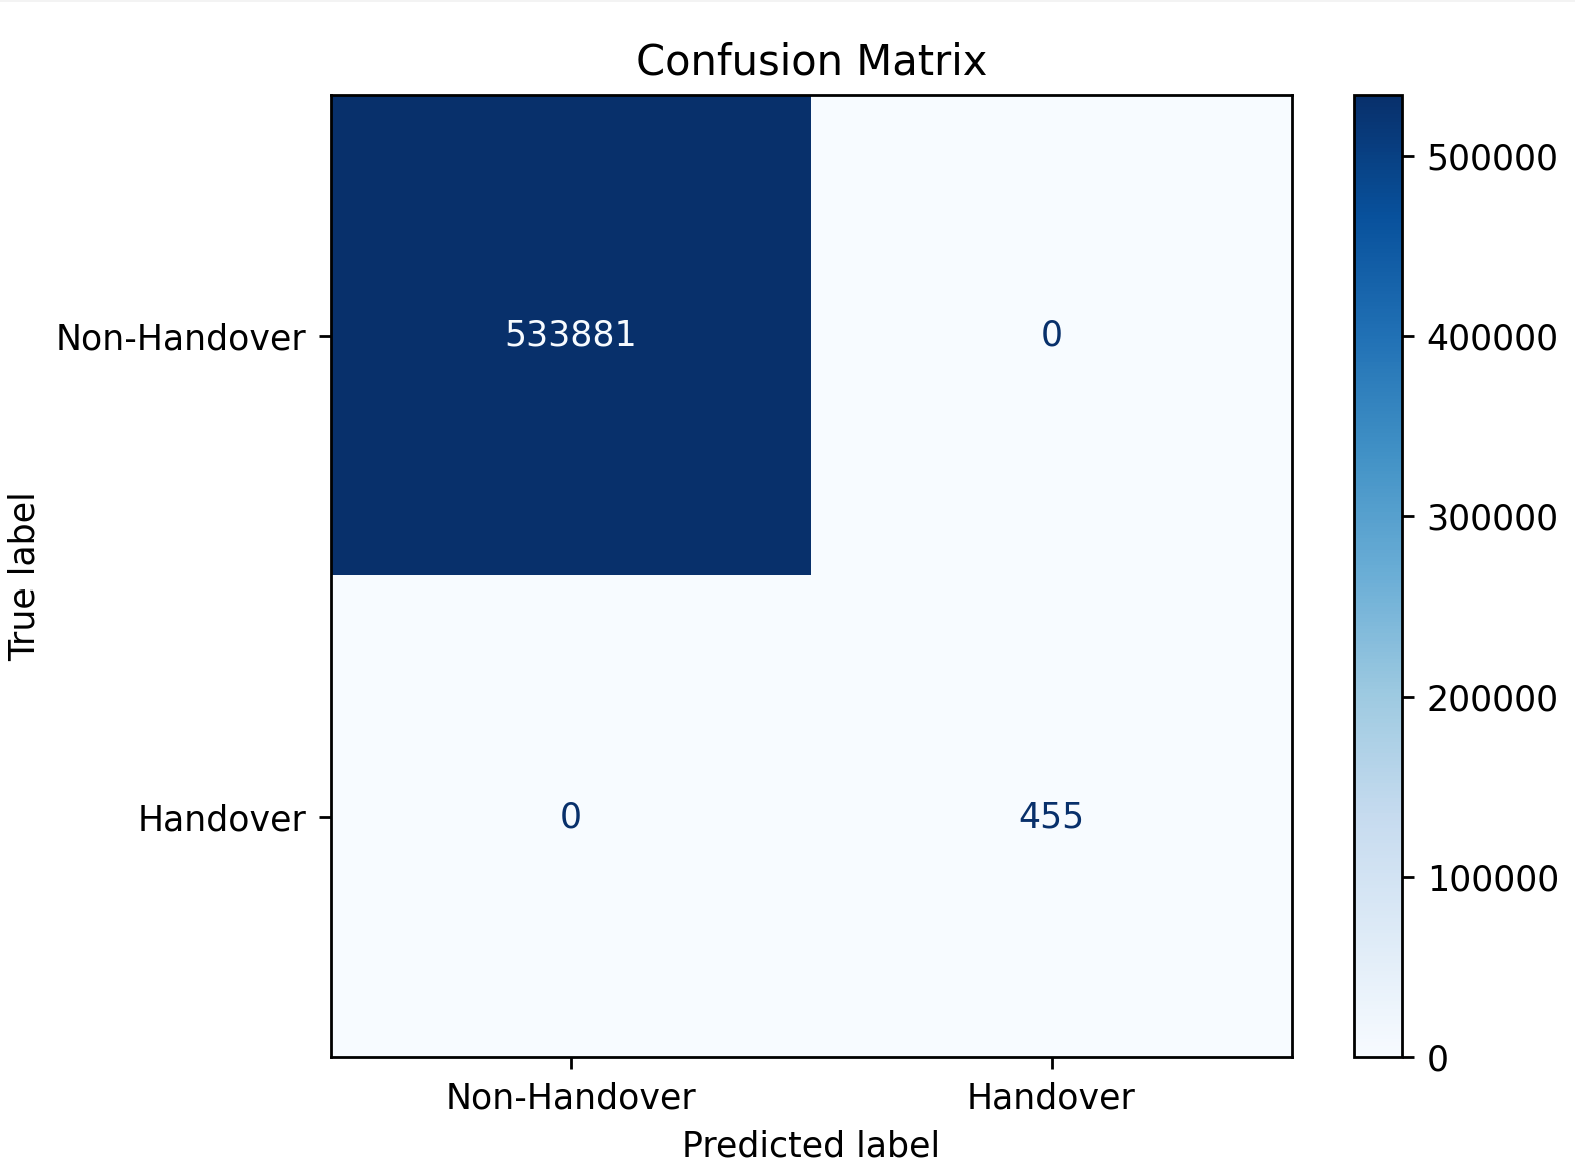 Confusion Matrix
Non-Handover
Handover
True label
533881
0
0
455
Non-Handover
Handover
Predicted label
500000
400000
300000
200000
100000
0